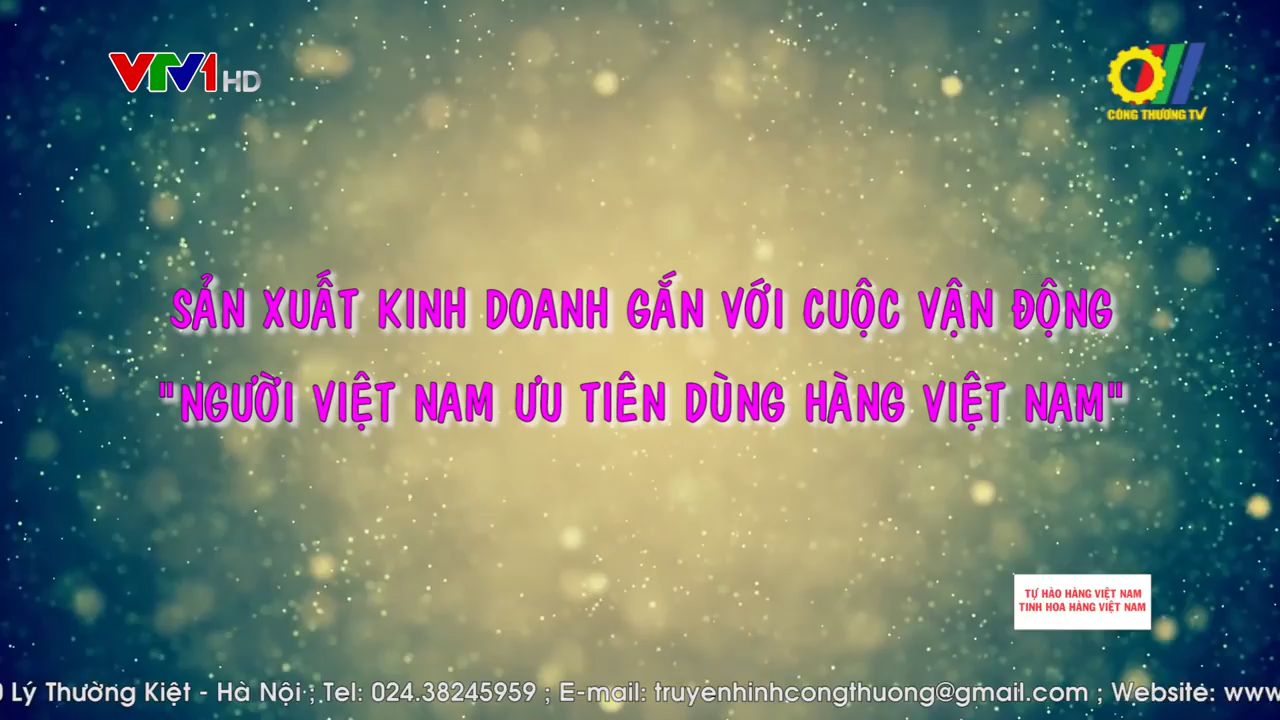 VTV1 HD
CÔNG THƯƠNG TV
SẢN XUẤT KINH DOANH GẮN VỚI CUỘC VẬN ĐỘNG
"NGƯỜI VIỆT NAM ƯU TIÊN DÙNG HÀNG VIỆT NAM"
TỰ HÀO HÀNG VIỆT NAM
TINH HOA HÀNG VIỆT NAM
Lý Thường Kiệt - Hà Nội ; Tel: 024.38245959 ; E-mail: truyenhinhcongthuong@gmail.com ; Website: www